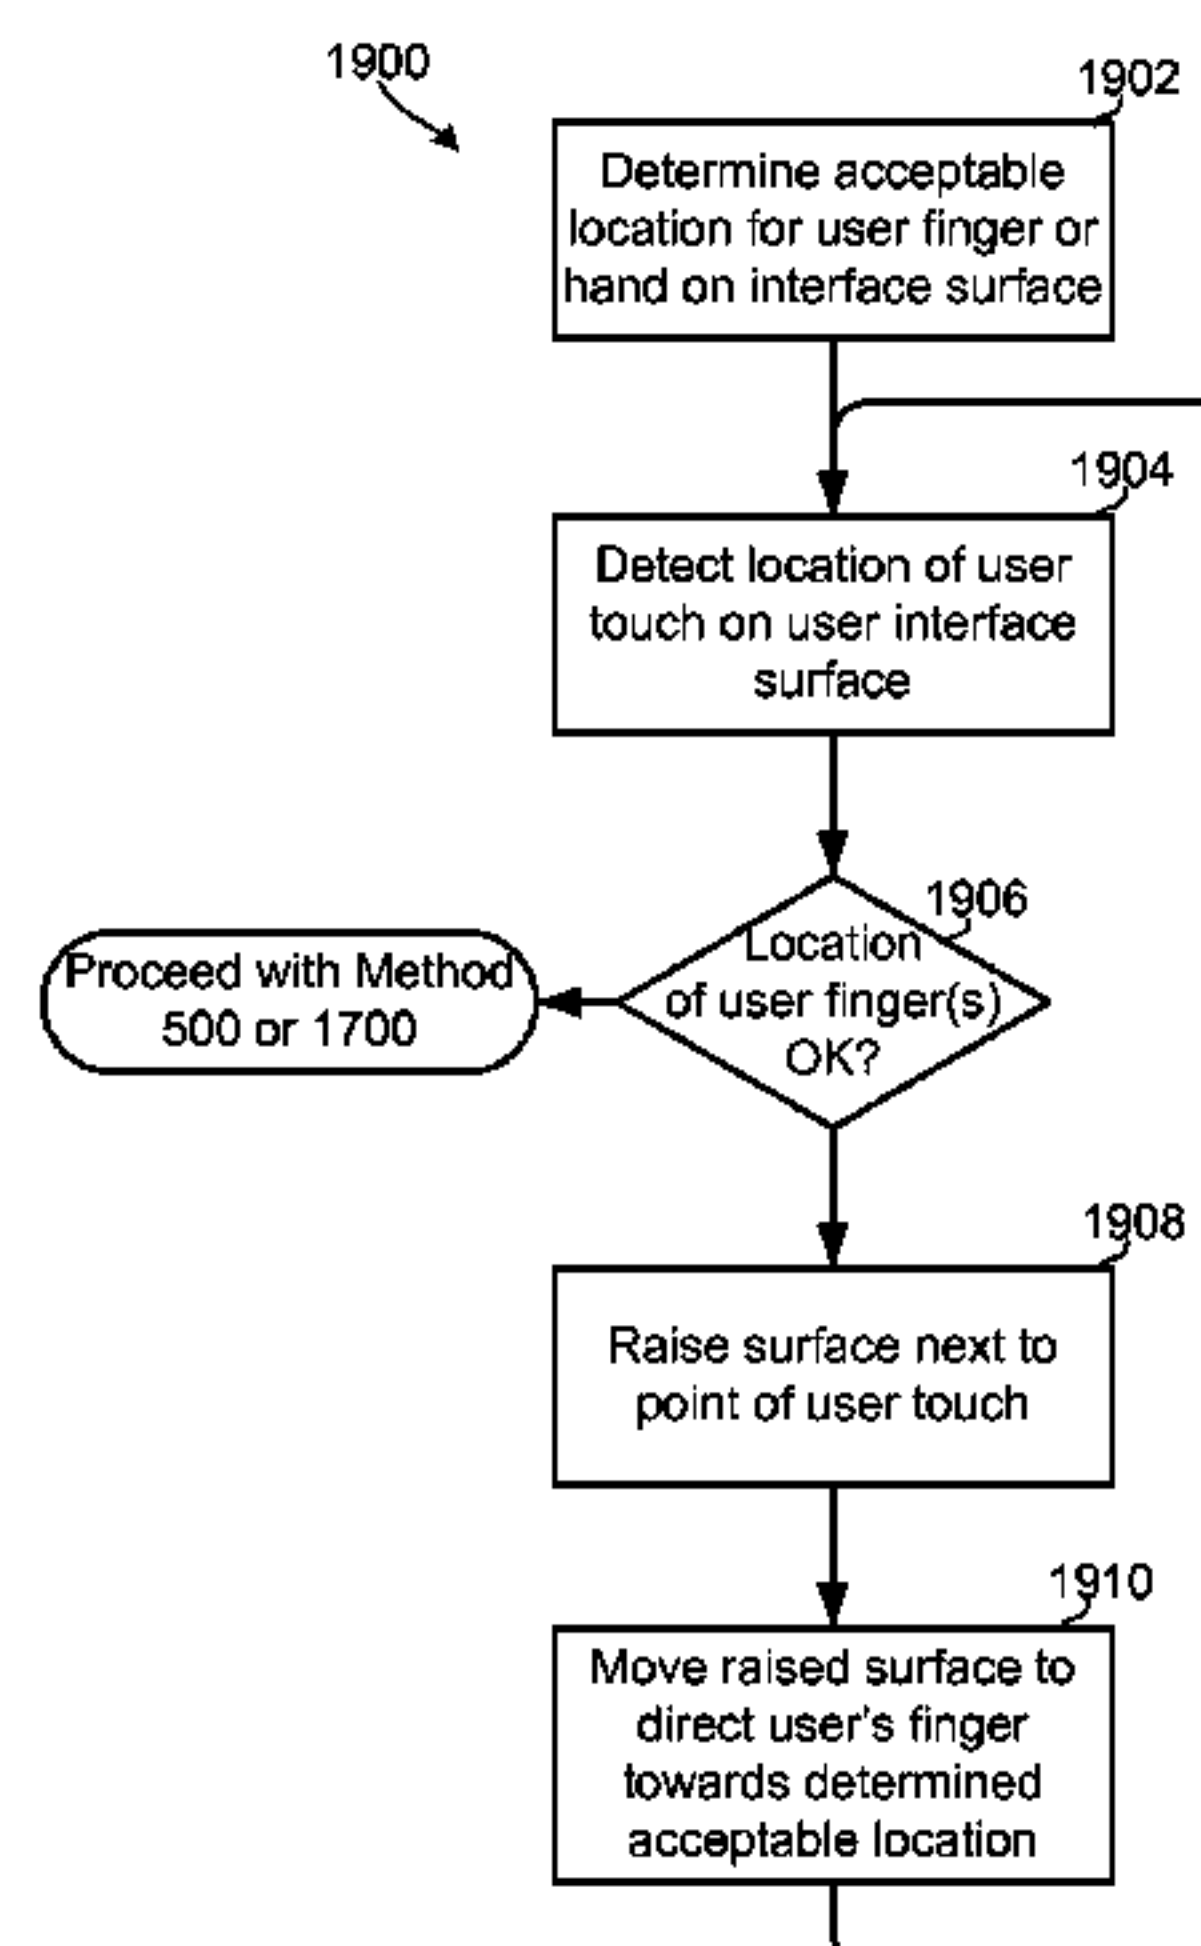 1900
1902
Determine acceptable
location for user finger or
hand on interface surface
1904
Detect location of user
touch on user interface
surface
1906
Location
of user finger(s)
OK?
Proceed with Method
500 or 1700
1908
Raise surface next to
point of user touch
1910
Move raised surface to
direct user's finger
towards determined
acceptable location